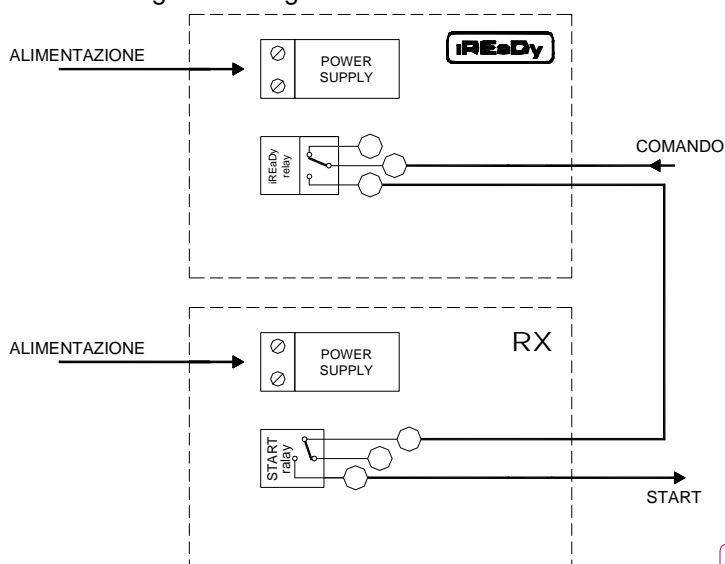 ALIMENTAZIONE
POWER
SUPPLY
iREaDy
iREaDy
relay
COMANDO
ALIMENTAZIONE
POWER
SUPPLY
RX
START
ralay
START